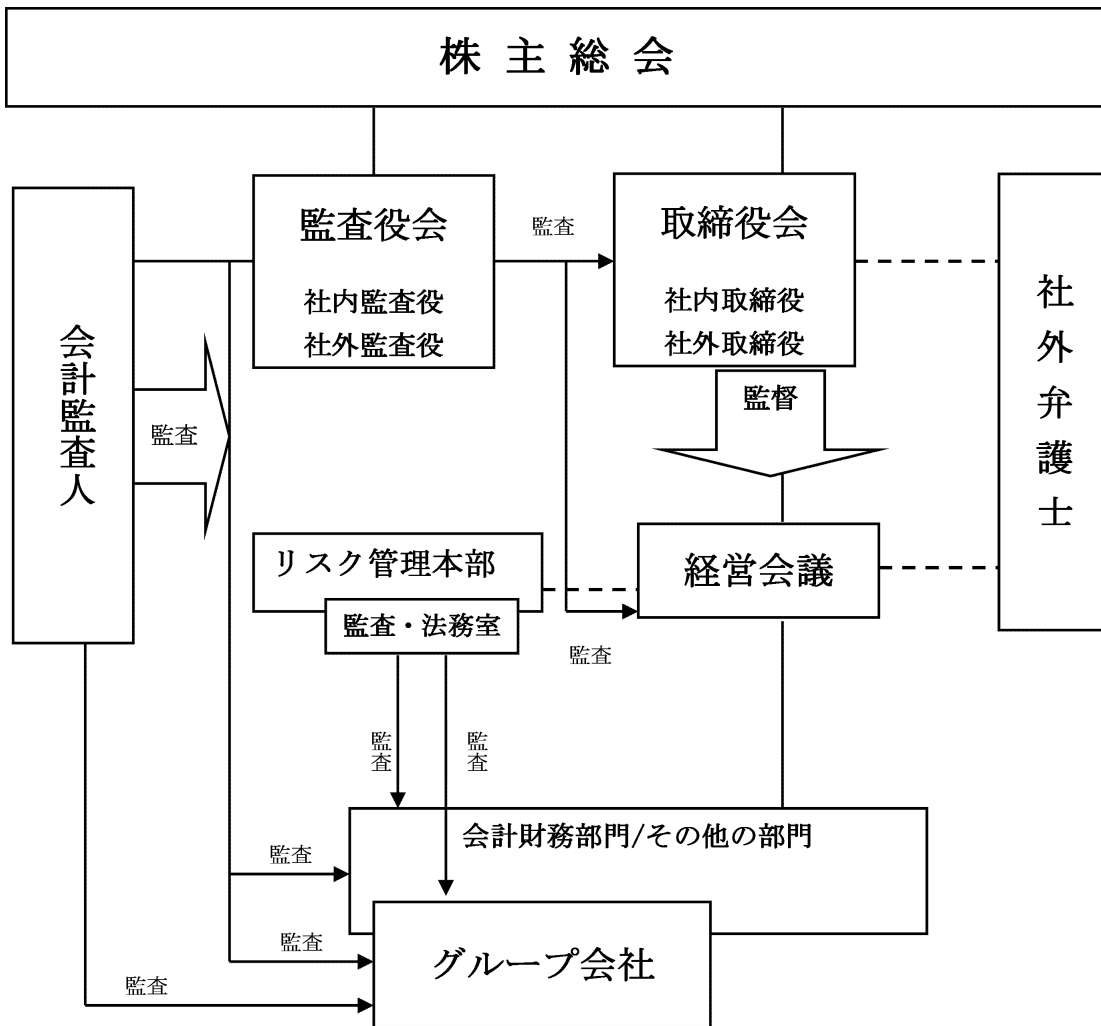 株 主 総 会
監査役会
社内監査役
社外監査役
監査
取締役会
社内取締役
社外取締役
社外弁護士
会計監査人
監査
監督
リスク管理本部
監査・法務室
経営会議
監査
監査
監査
会計財務部門/その他の部門
監査
監査
グループ会社
監査